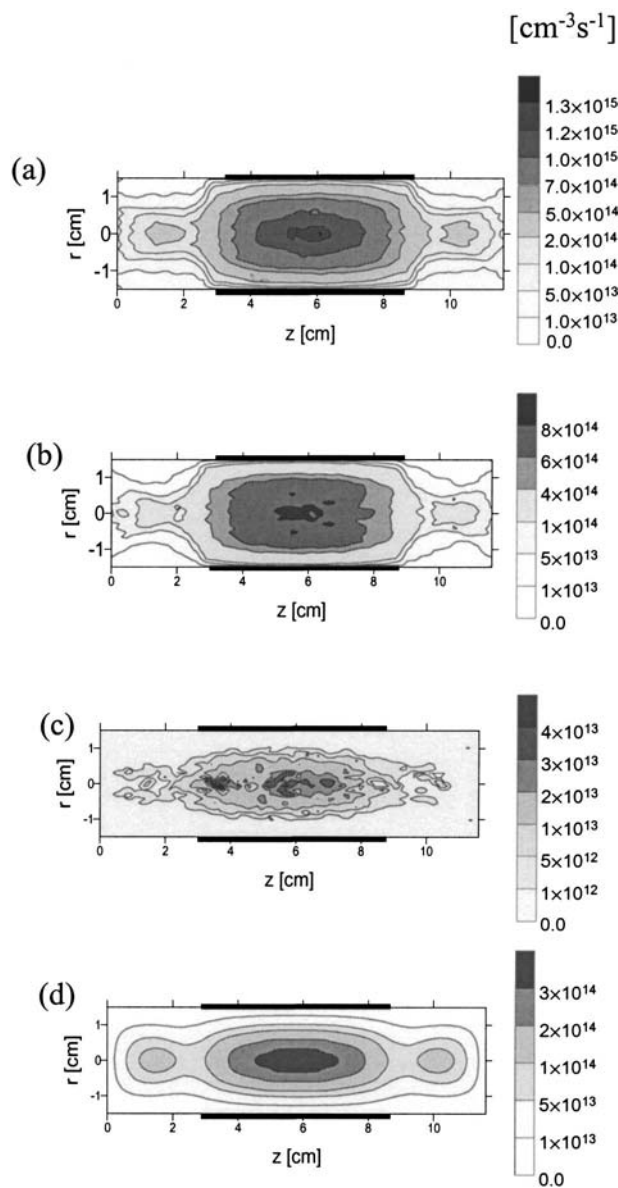 [cm⁻³s⁻¹]
(a)
1.3×10¹⁵
1.2×10¹⁵
1.0×10¹⁵
7.0×10¹⁴
5.0×10¹⁴
2.0×10¹⁴
1.0×10¹⁴
5.0×10¹³
1.0×10¹³
0.0
r [cm]
1
0
-1
0 2 4 6 8 10
z [cm]
(b)
8×10¹⁴
6×10¹⁴
4×10¹⁴
1×10¹⁴
5×10¹³
1×10¹³
0.0
r [cm]
1
0
-1
0 2 4 6 8 10
z [cm]
(c)
4×10¹³
3×10¹³
2×10¹³
1×10¹³
5×10¹²
1×10¹²
0.0
r [cm]
1
0
-1
0 2 4 6 8 10
z [cm]
(d)
3×10¹⁴
2×10¹⁴
1×10¹⁴
5×10¹³
1×10¹³
0.0
r [cm]
1
0
-1
0 2 4 6 8 10
z [cm]